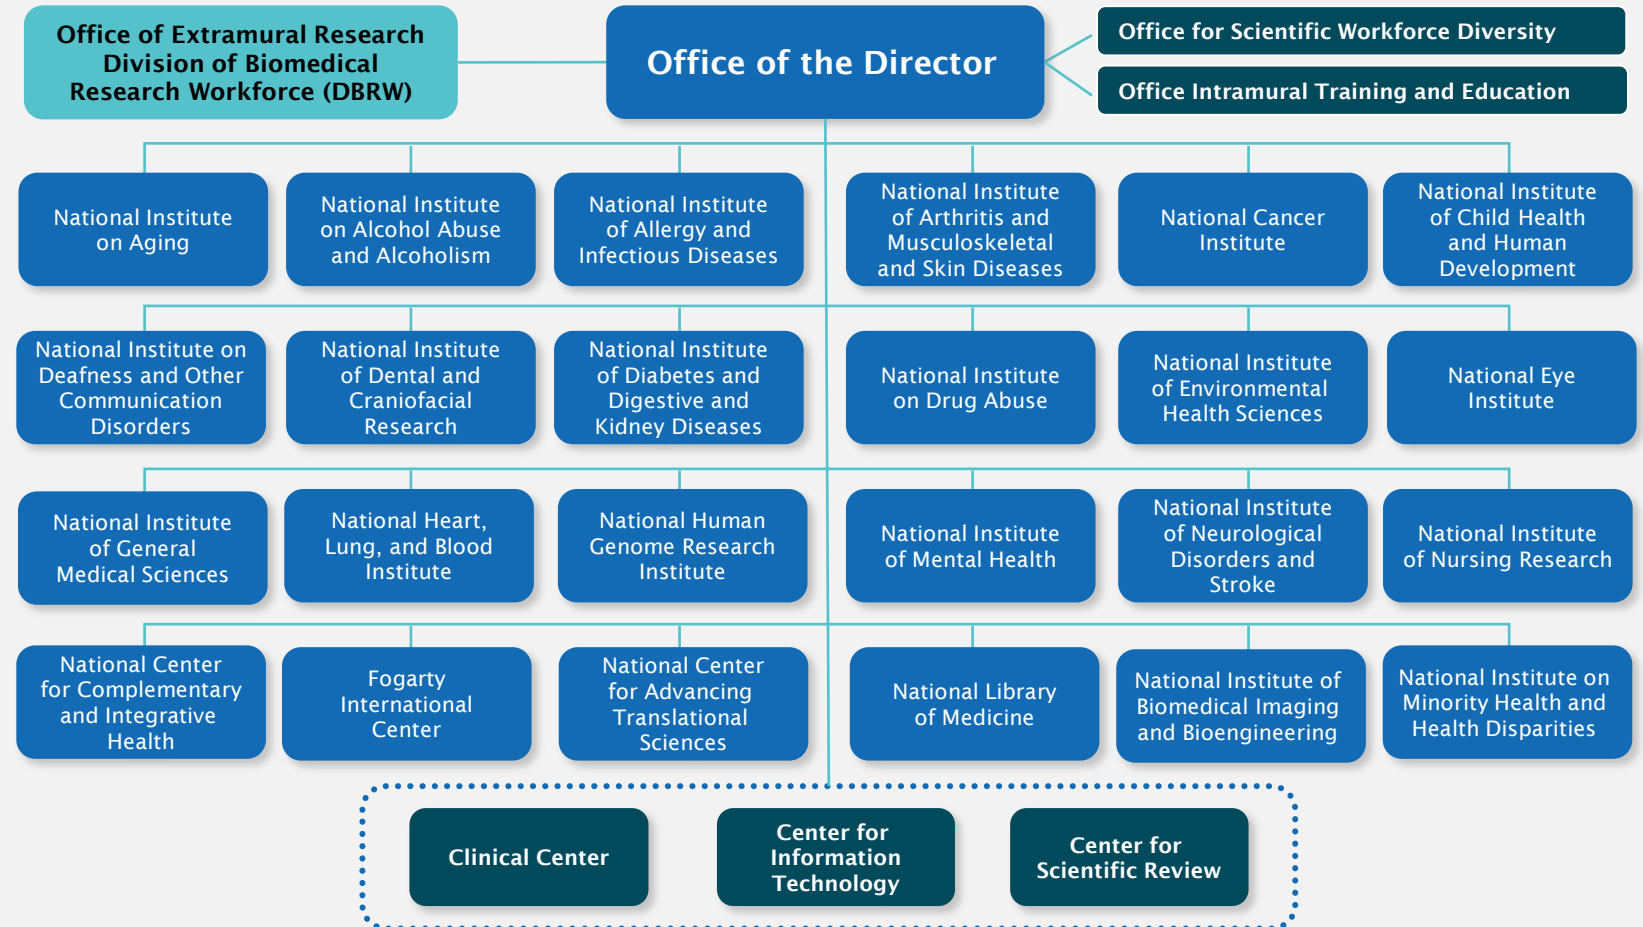 Office of Extramural Research
Division of Biomedical
Research Workforce (DBRW)
Office of the Director
Office for Scientific Workforce Diversity
Office Intramural Training and Education
National Institute
on Aging
National Institute
on Alcohol Abuse
and Alcoholism
National Institute
of Allergy and
Infectious Diseases
National Institute
of Arthritis and
Musculoskeletal
and Skin Diseases
National Cancer
Institute
National Institute
of Child Health
and Human
Development
National Institute on
Deafness and Other
Communication
Disorders
National Institute
of Dental and
Craniofacial
Research
National Institute
of Diabetes and
Digestive and
Kidney Diseases
National Institute
on Drug Abuse
National Institute
of Environmental
Health Sciences
National Eye
Institute
National Institute
of General
Medical Sciences
National Heart,
Lung, and Blood
Institute
National Human
Genome Research
Institute
National Institute
of Mental Health
National Institute
of Neurological
Disorders and
Stroke
National Institute
of Nursing Research
National Center
for Complementary
and Integrative
Health
Fogarty
International
Center
National Center
for Advancing
Translational
Sciences
National Library
of Medicine
National Institute of
Biomedical Imaging
and Bioengineering
National Institute on
Minority Health and
Health Disparities
Clinical Center
Center for
Information
Technology
Center for
Scientific Review